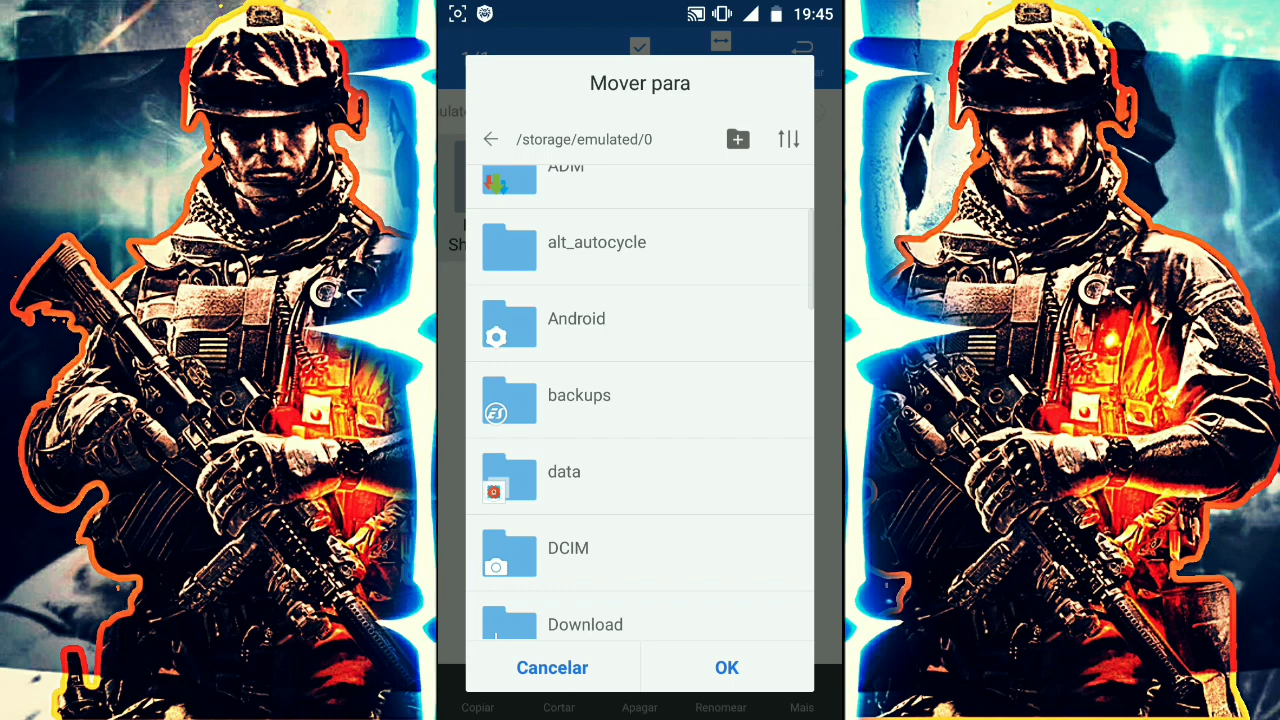 19:45
Mover para
/storage/emulated/0
ADM
alt_autocycle
Android
backups
ES
data
DCIM
Download
Cancelar
OK
Copiar
Cortar
Apagar
Renomear
Mais